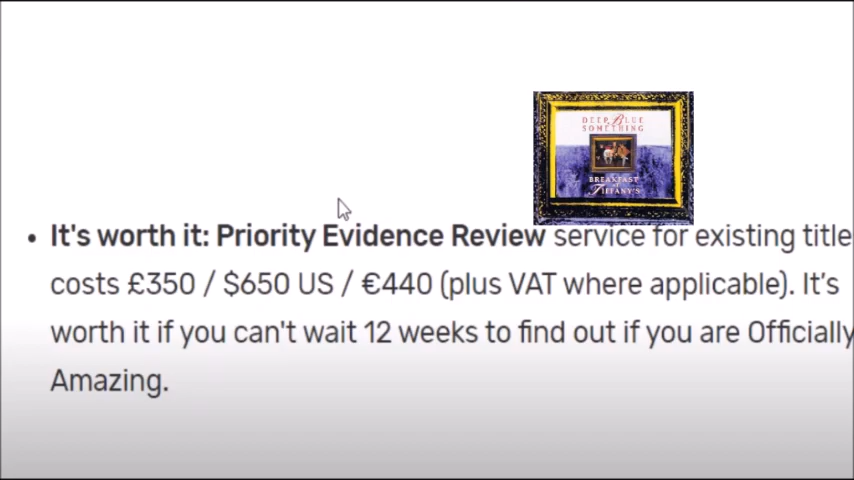 DEEP BLUE
SOMETHING
BREAKFAST
AT
TIFFANY'S
• It's worth it: Priority Evidence Review service for existing title
costs £350 / $650 US / €440 (plus VAT where applicable). It's
worth it if you can't wait 12 weeks to find out if you are Officially
Amazing.